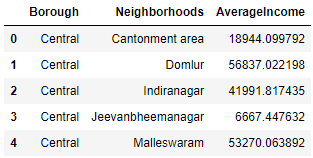 Borough Neighborhoods AverageIncome
0 Central Cantonment area 18944.099792
1 Central Domlur 56837.022198
2 Central Indiranagar 41991.817435
3 Central Jeevanbheemanagar 6667.447632
4 Central Malleswaram 53270.063892